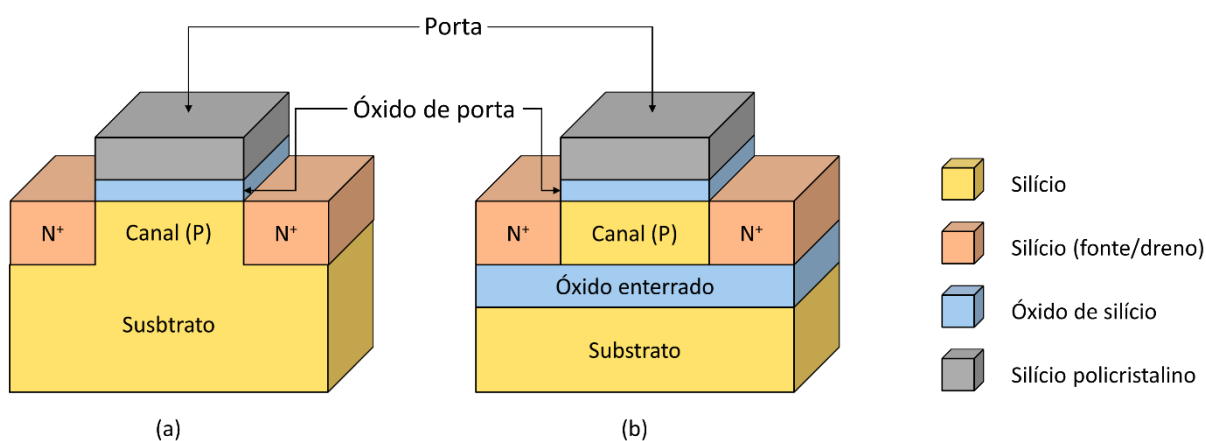 Porta
Óxido de porta
N⁺
Canal (P)
N⁺
Susbtrato
(a)
N⁺
Canal (P)
N⁺
Óxido enterrado
Substrato
(b)
Silício
Silício (fonte/dreno)
Óxido de silício
Silício policristalino